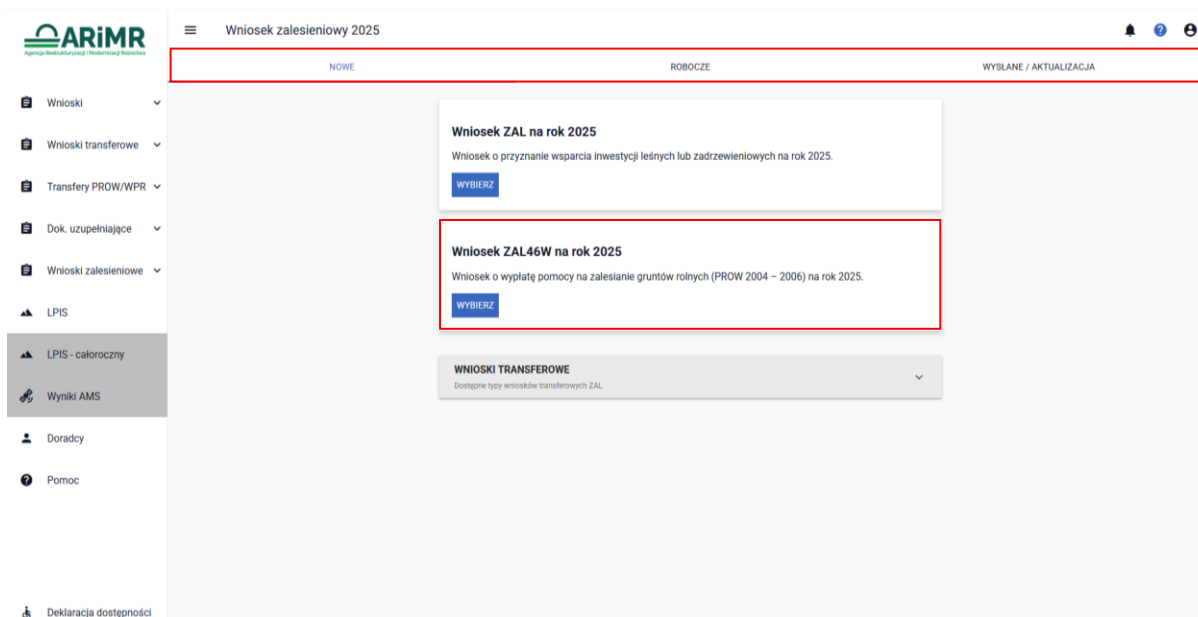 ARiMR
Agencja Restrukturyzacji i Modernizacji Rolnictwa
Wniosek zalesieniowy 2025
NOWE
ROBOCZE
WYSŁANE / AKTUALIZACJA
Wnioski
Wnioski transferowe
Transfery PROW/WPR
Dok. uzupełniające
Wnioski zalesieniowe
LPIS
LPIS - całoroczny
Wyniki AMS
Doradcy
Pomoc
Deklaracja dostępności
Wniosek ZAL na rok 2025
Wniosek o przyznanie wsparcia inwestycji leśnych lub zadrzewieniowych na rok 2025.
WYBIERZ
Wniosek ZAL46W na rok 2025
Wniosek o wypłatę pomocy na zalesianie gruntów rolnych (PROW 2004 – 2006) na rok 2025.
WYBIERZ
WNIOSKI TRANSFEROWE
Dostępne typy wniosków transferowych ZAL